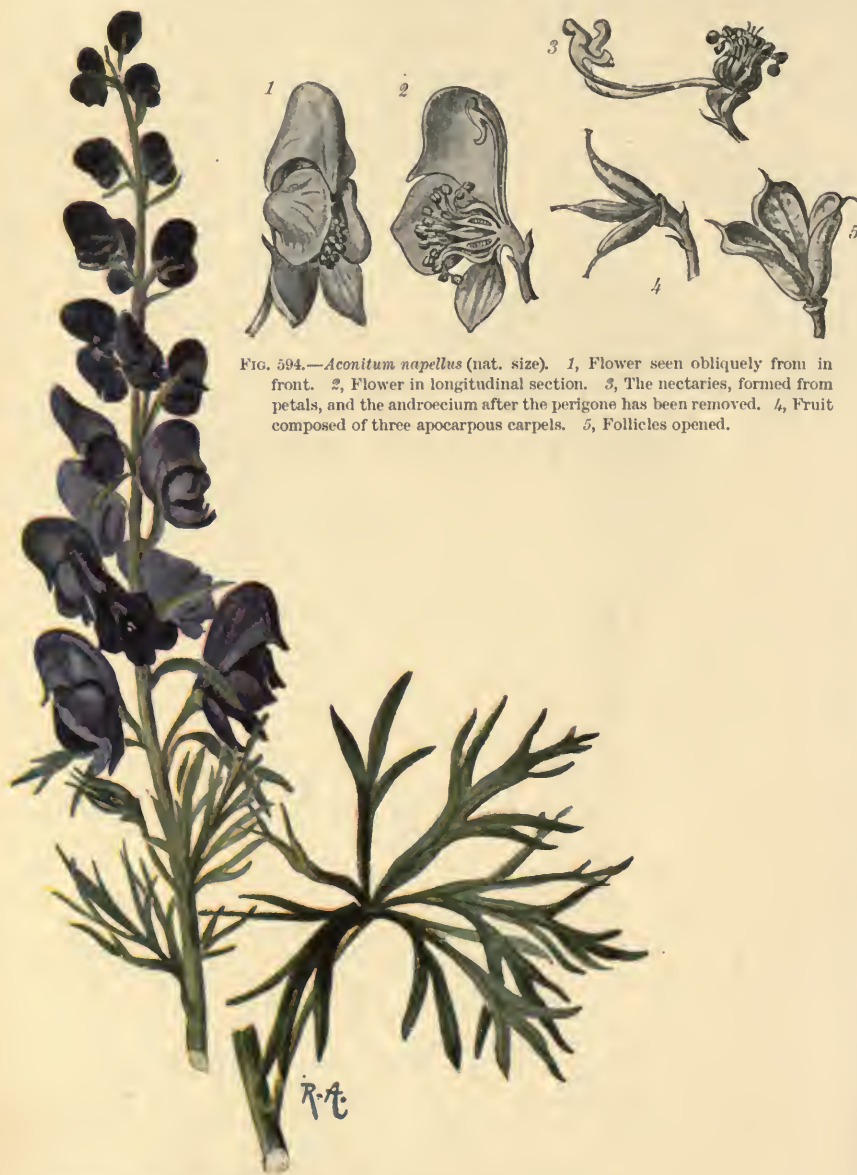 1
2
3
4
5
FIG. 594.—Aconitum napellus (nat. size). 1, Flower seen obliquely from in
front. 2, Flower in longitudinal section. 3, The nectaries, formed from
petals, and the androecium after the perigone has been removed. 4, Fruit
composed of three apocarpous carpels. 5, Follicles opened.
R.A.